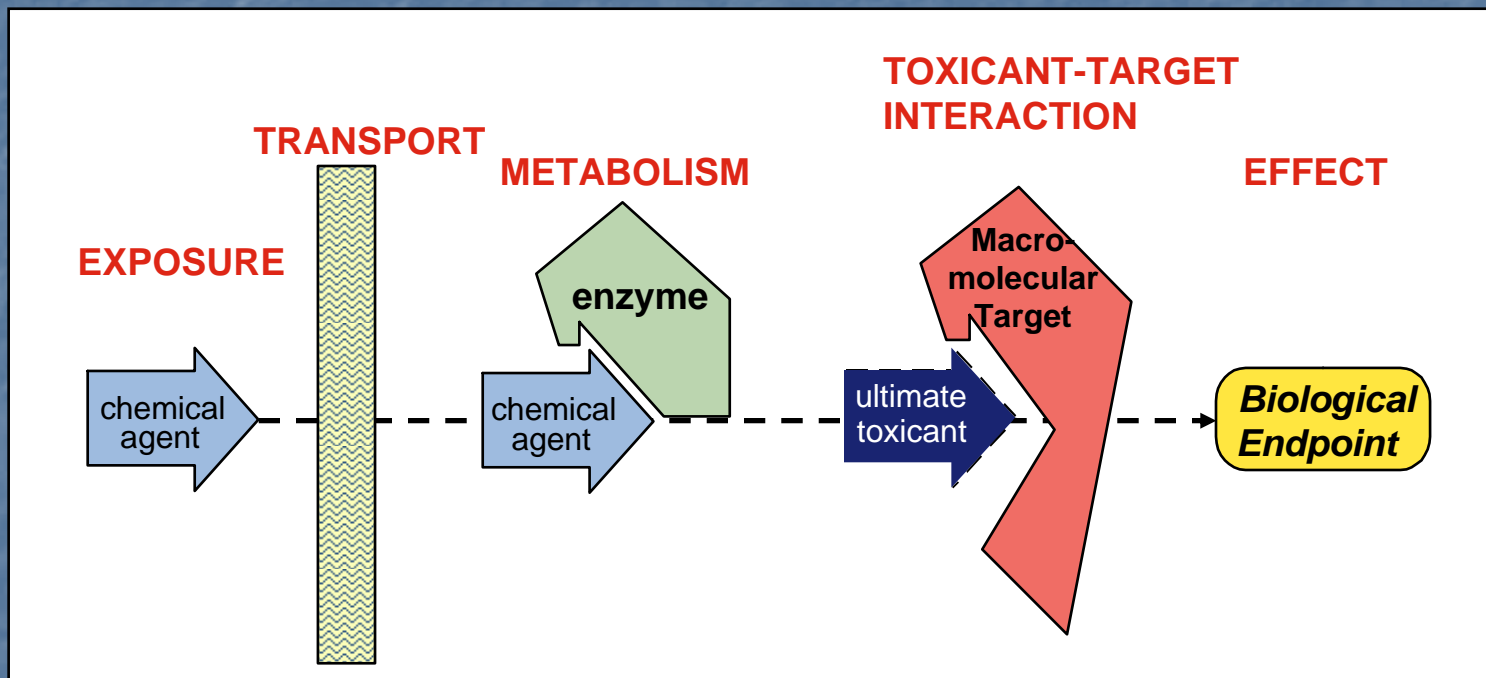 TOXICANT-TARGET
INTERACTION
TRANSPORT
METABOLISM
EFFECT
EXPOSURE
chemical
agent
enzyme
chemical
agent
ultimate
toxicant
Macro-
molecular
Target
Biological
Endpoint